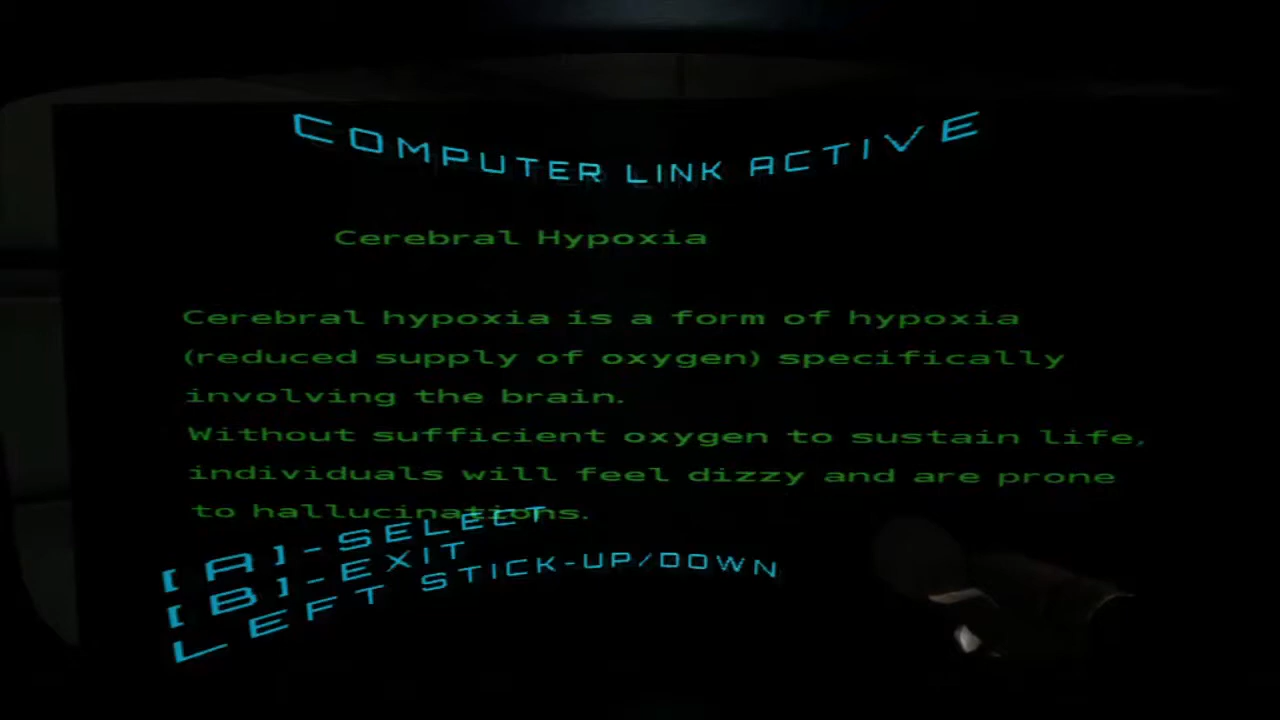 COMPUTER LINK ACTIVE
Cerebral Hypoxia
Cerebral hypoxia is a form of hypoxia
(reduced supply of oxygen) specifically
involving the brain.
Without sufficient oxygen to sustain life,
individuals will feel dizzy and are prone
to hallucinations.
[A]-SELECT
[B]-EXIT
LEFT STICK-UP/DOWN